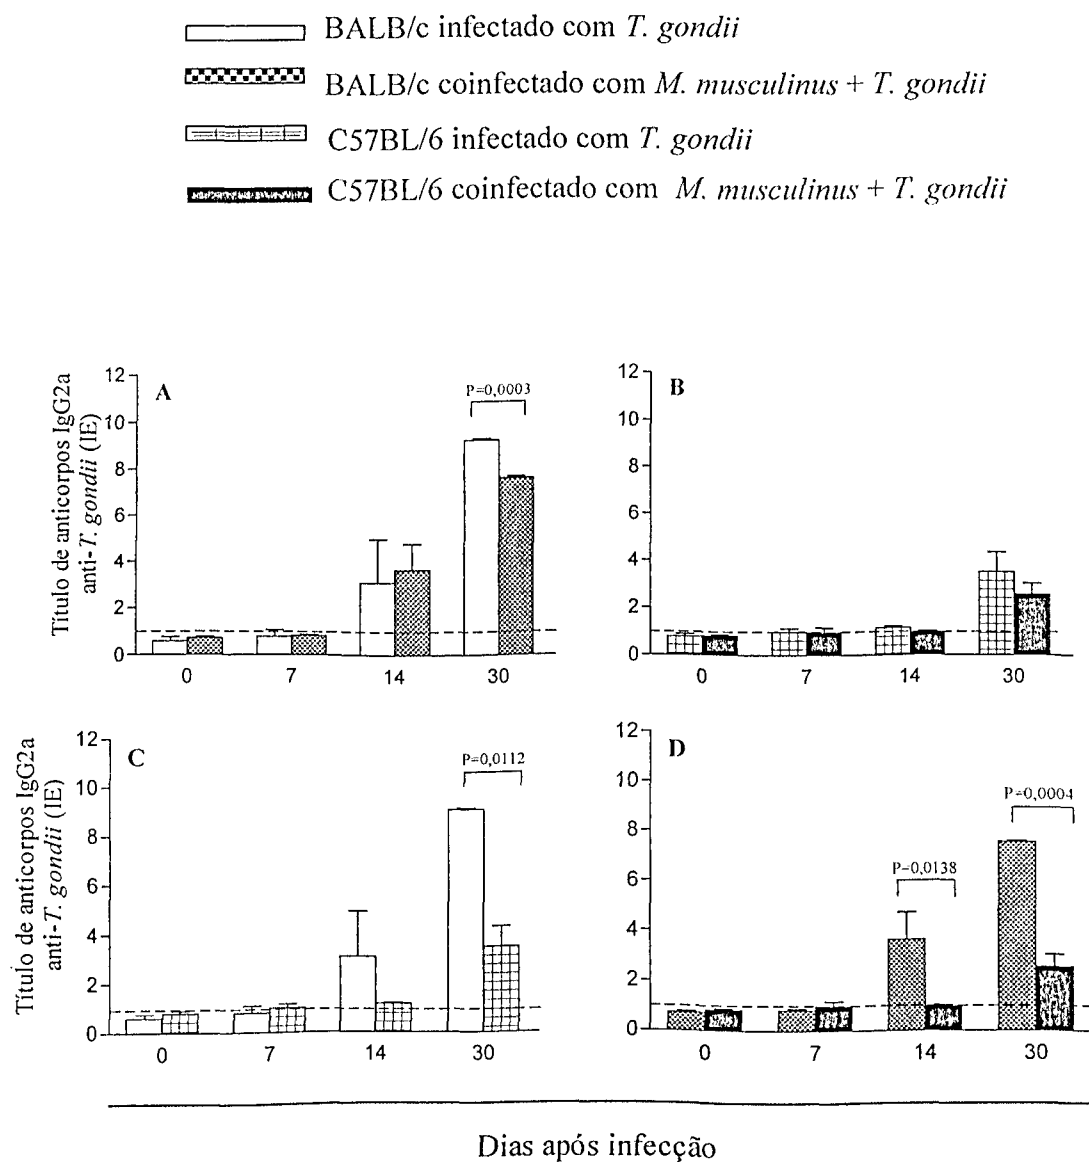 BALB/c infectado com T. gondii
BALB/c coinfectado com M. musculinus + T. gondii
C57BL/6 infectado com T. gondii
C57BL/6 coinfectado com M. musculinus + T. gondii
Título de anticorpos IgG2a
anti-T. gondii (IE)
12
10
8
6
4
2
0
A
P=0,0003
0 7 14 30
12
10
8
6
4
2
0
B
0 7 14 30
Título de anticorpos IgG2a
anti-T. gondii (IE)
12
10
8
6
4
2
0
C
P=0,0112
0 7 14 30
12
10
8
6
4
2
0
D
P=0,0138
P=0,0004
0 7 14 30
Dias após infecção